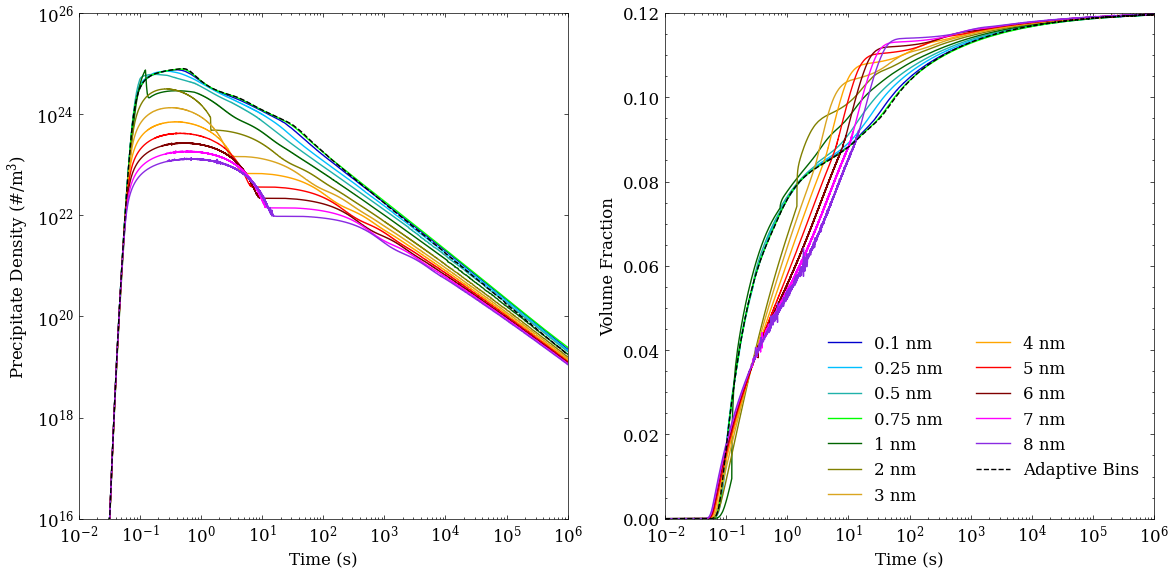 10^26
10^24
10^22
10^20
10^18
10^16
Precipitate Density (#/m^3)
10^−2 10^−1 10^0 10^1 10^2 10^3 10^4 10^5 10^6
Time (s)
0.12
0.10
0.08
0.06
0.04
0.02
0.00
Volume Fraction
0.1 nm
0.25 nm
0.5 nm
0.75 nm
1 nm
2 nm
3 nm
4 nm
5 nm
6 nm
7 nm
8 nm
Adaptive Bins
10^−2 10^−1 10^0 10^1 10^2 10^3 10^4 10^5 10^6
Time (s)